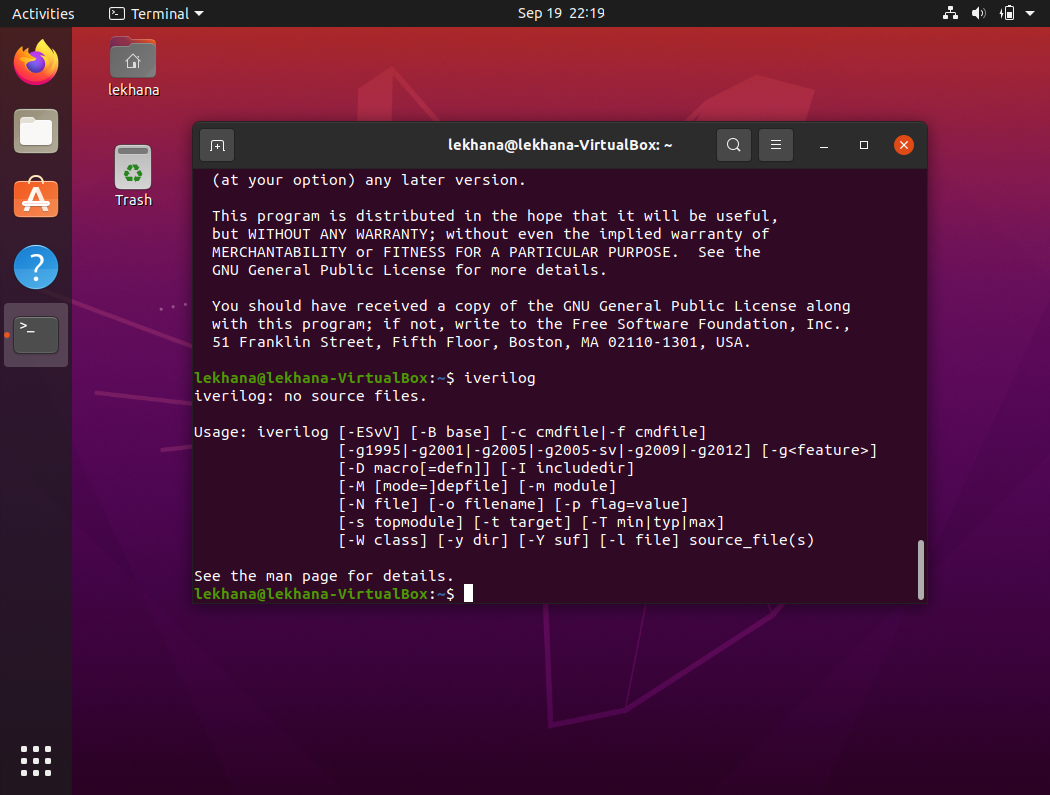 Activities
Terminal
Sep 19 22:19
lekhana
Trash
lekhana@lekhana-VirtualBox: ~
(at your option) any later version.
This program is distributed in the hope that it will be useful,
but WITHOUT ANY WARRANTY; without even the implied warranty of
MERCHANTABILITY or FITNESS FOR A PARTICULAR PURPOSE.  See the
GNU General Public License for more details.
You should have received a copy of the GNU General Public License along
with this program; if not, write to the Free Software Foundation, Inc.,
51 Franklin Street, Fifth Floor, Boston, MA 02110-1301, USA.
lekhana@lekhana-VirtualBox:~$ iverilog
iverilog: no source files.
Usage: iverilog [-ESvV] [-B base] [-c cmdfile|-f cmdfile]
[-g1995|-g2001|-g2005|-g2005-sv|-g2009|-g2012] [-g<feature>]
[-D macro[=defn]] [-I includedir]
[-M [mode=]depfile] [-m module]
[-N file] [-o filename] [-p flag=value]
[-s topmodule] [-t target] [-T min|typ|max]
[-W class] [-y dir] [-Y suf] [-l file] source_file(s)
See the man page for details.
lekhana@lekhana-VirtualBox:~$